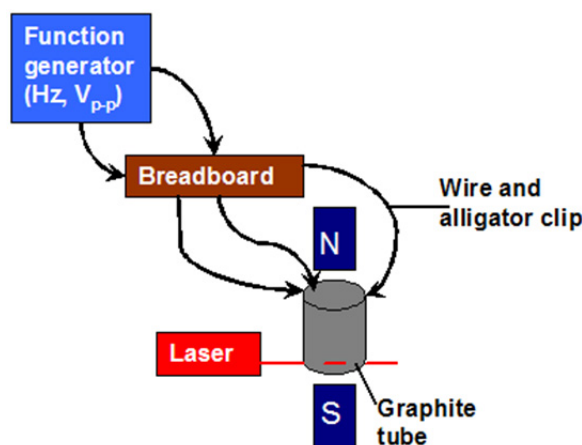 Function
generator
(Hz, Vp-p)
Breadboard
Wire and
alligator clip
N
Laser
S
Graphite
tube